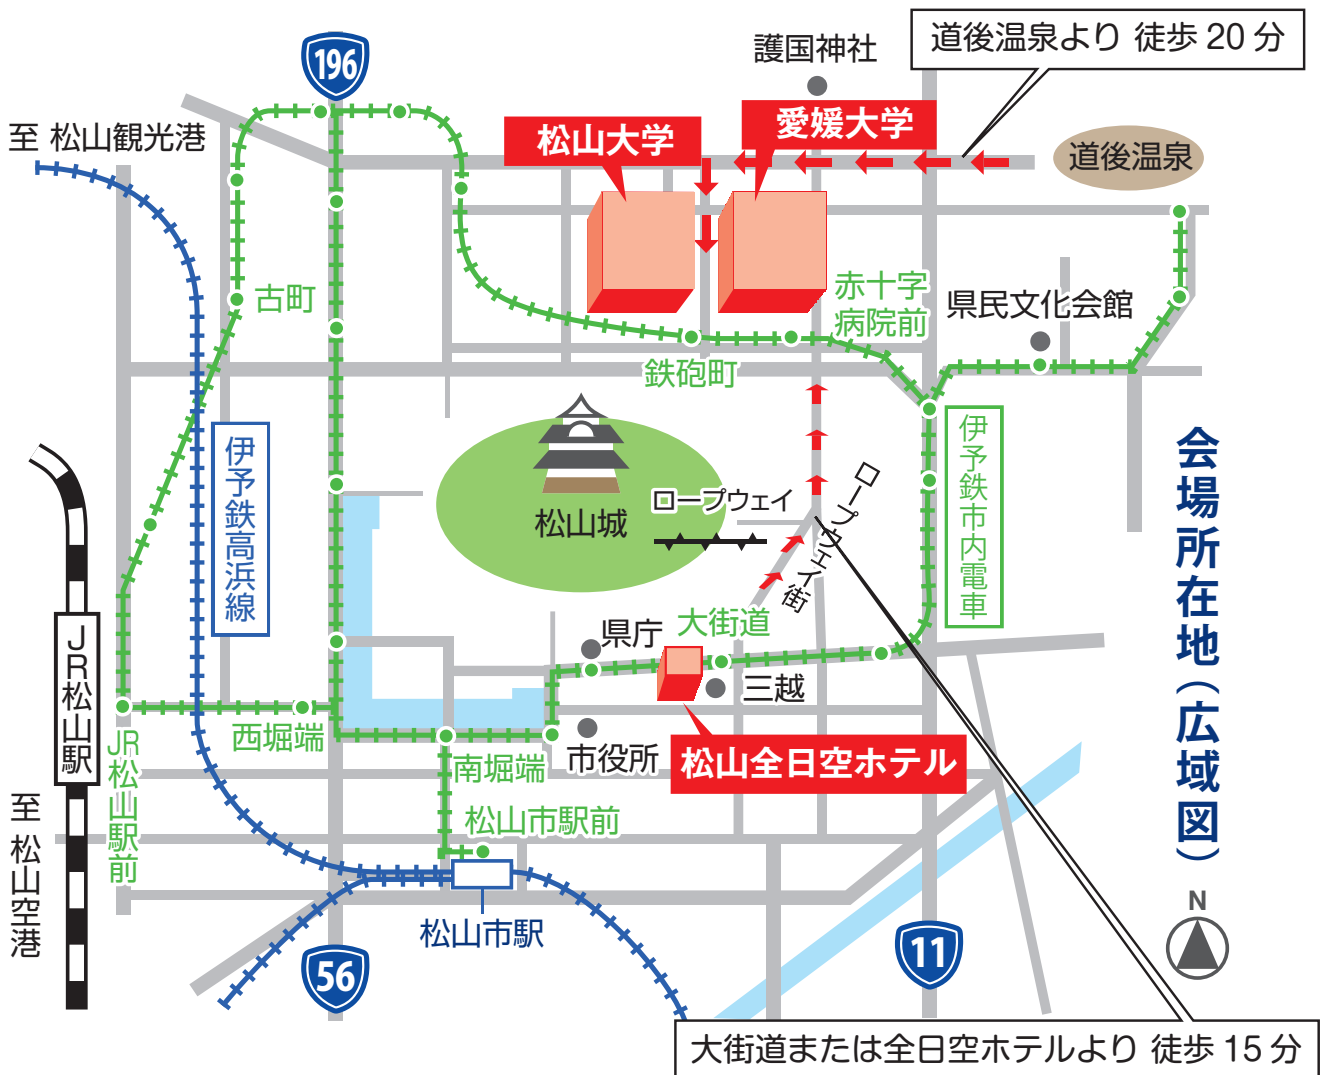 道後温泉より 徒歩 20 分
護国神社
196
至 松山観光港
松山大学
愛媛大学
道後温泉
古町
赤十字
病院前
県民文化会館
鉄砲町
伊予鉄高浜線
松山城
ロープウェイ
ロープウェイ街
伊予鉄市内電車
会場所在地(広域図)
JR松山駅
県庁
大街道
三越
西堀端
JR松山駅前
南堀端
市役所
松山全日空ホテル
松山市駅前
至 松山空港
松山市駅
56
11
N
大街道または全日空ホテルより 徒歩 15 分